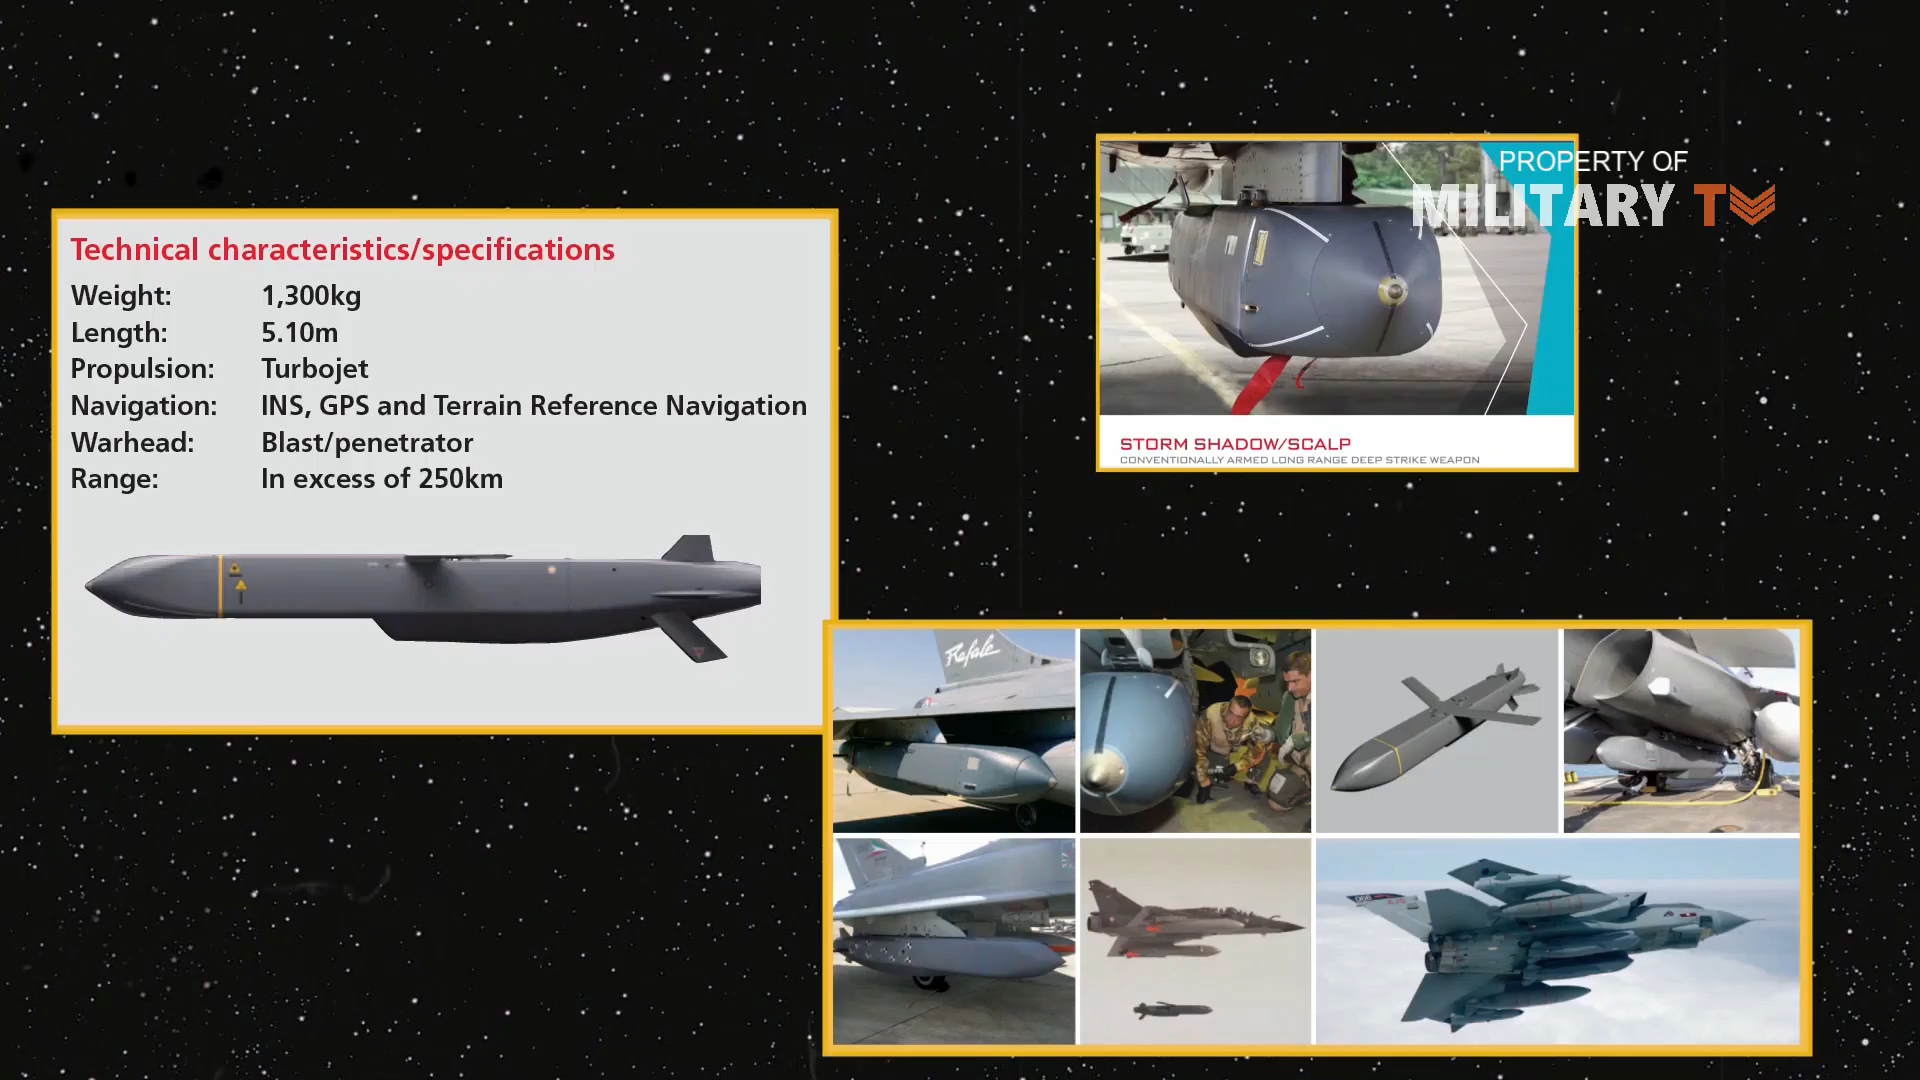 PROPERTY OF
MILITARY TV
Technical characteristics/specifications
Weight: 1,300kg
Length: 5.10m
Propulsion: Turbojet
Navigation: INS, GPS and Terrain Reference Navigation
Warhead: Blast/penetrator
Range: In excess of 250km
STORM SHADOW/SCALP
CONVENTIONALLY ARMED LONG RANGE DEEP STRIKE WEAPON
Rafale